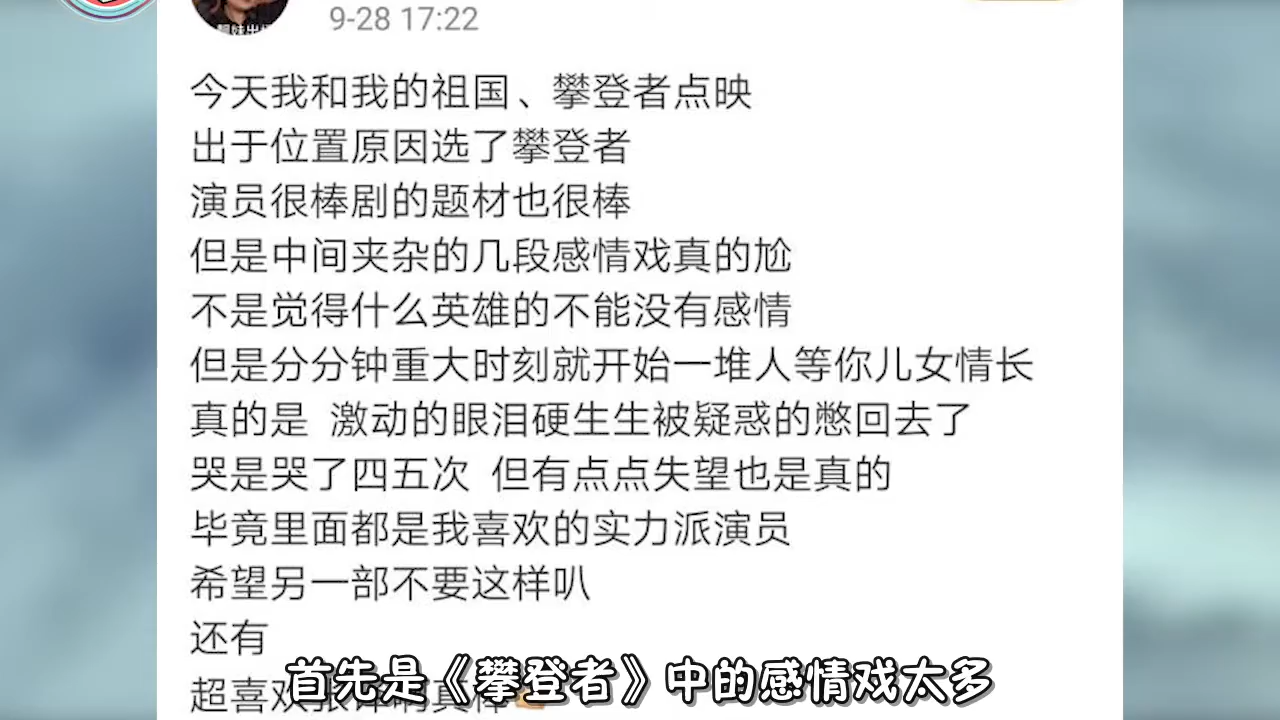 9-28 17:22
今天我和我的祖国、攀登者点映
出于位置原因选了攀登者
演员很棒剧的题材也很棒
但是中间夹杂的几段感情戏真的尬
不是觉得什么英雄的不能没有感情
但是分分钟重大时刻就开始一堆人等你儿女情长
真的是 激动的眼泪硬生生被疑惑的憋回去了
哭是哭了四五次 但有点点失望也是真的
毕竟里面都是我喜欢的实力派演员
希望另一部不要这样叭
还有
超喜欢
首先是《攀登者》中的感情戏太多